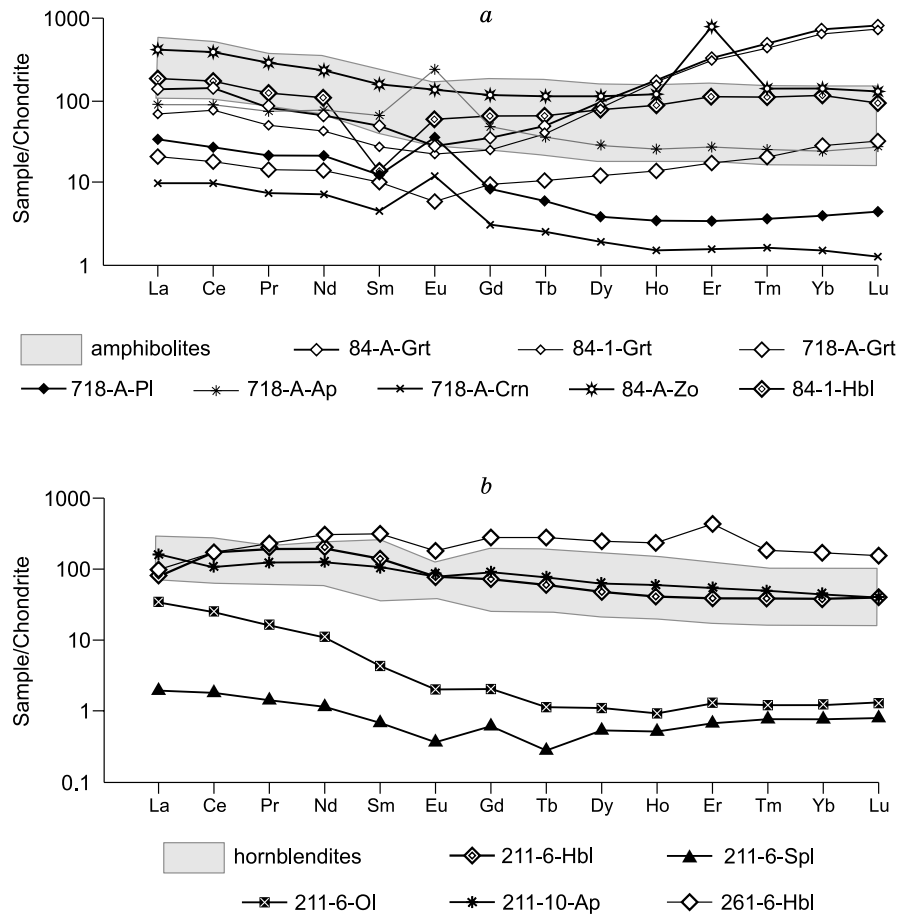 a
1000
100
10
1
Sample/Chondrite
La Ce Pr Nd Sm Eu Gd Tb Dy Ho Er Tm Yb Lu
amphibolites 84-A-Grt 84-1-Grt 718-A-Grt
718-A-Pl 718-A-Ap 718-A-Crn 84-A-Zo 84-1-Hbl
b
1000
100
10
1
0.1
Sample/Chondrite
La Ce Pr Nd Sm Eu Gd Tb Dy Ho Er Tm Yb Lu
hornblendites 211-6-Hbl 211-6-Spl
211-6-Ol 211-10-Ap 261-6-Hbl